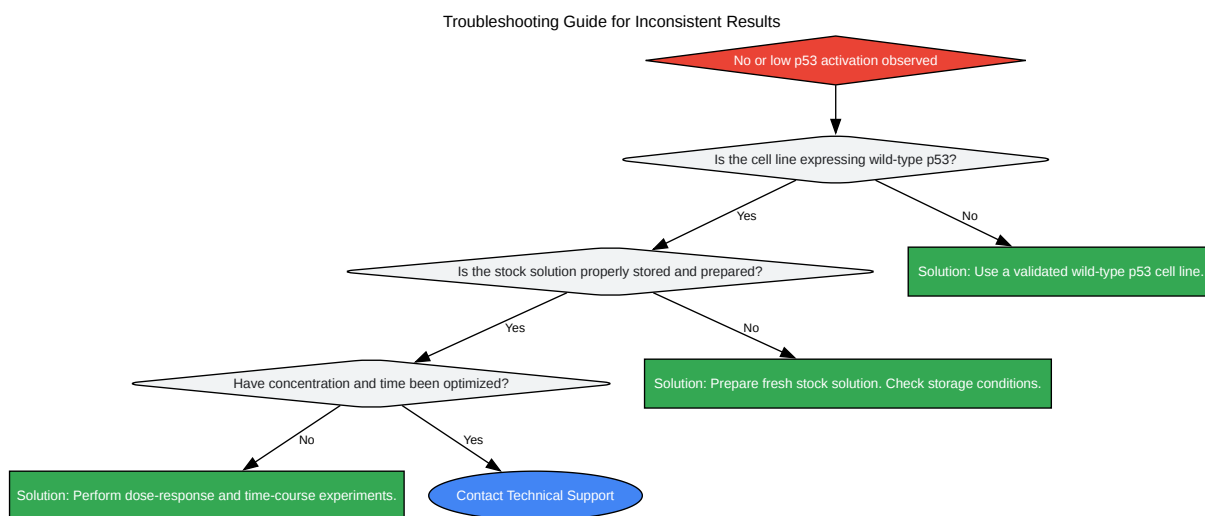 Troubleshooting Guide for Inconsistent Results
No or low p53 activation observed
Is the cell line expressing wild-type p53?
Yes
No
Is the stock solution properly stored and prepared?
Solution: Use a validated wild-type p53 cell line.
Yes
No
Have concentration and time been optimized?
Solution: Prepare fresh stock solution. Check storage conditions.
No
Yes
Solution: Perform dose-response and time-course experiments.
Contact Technical Support